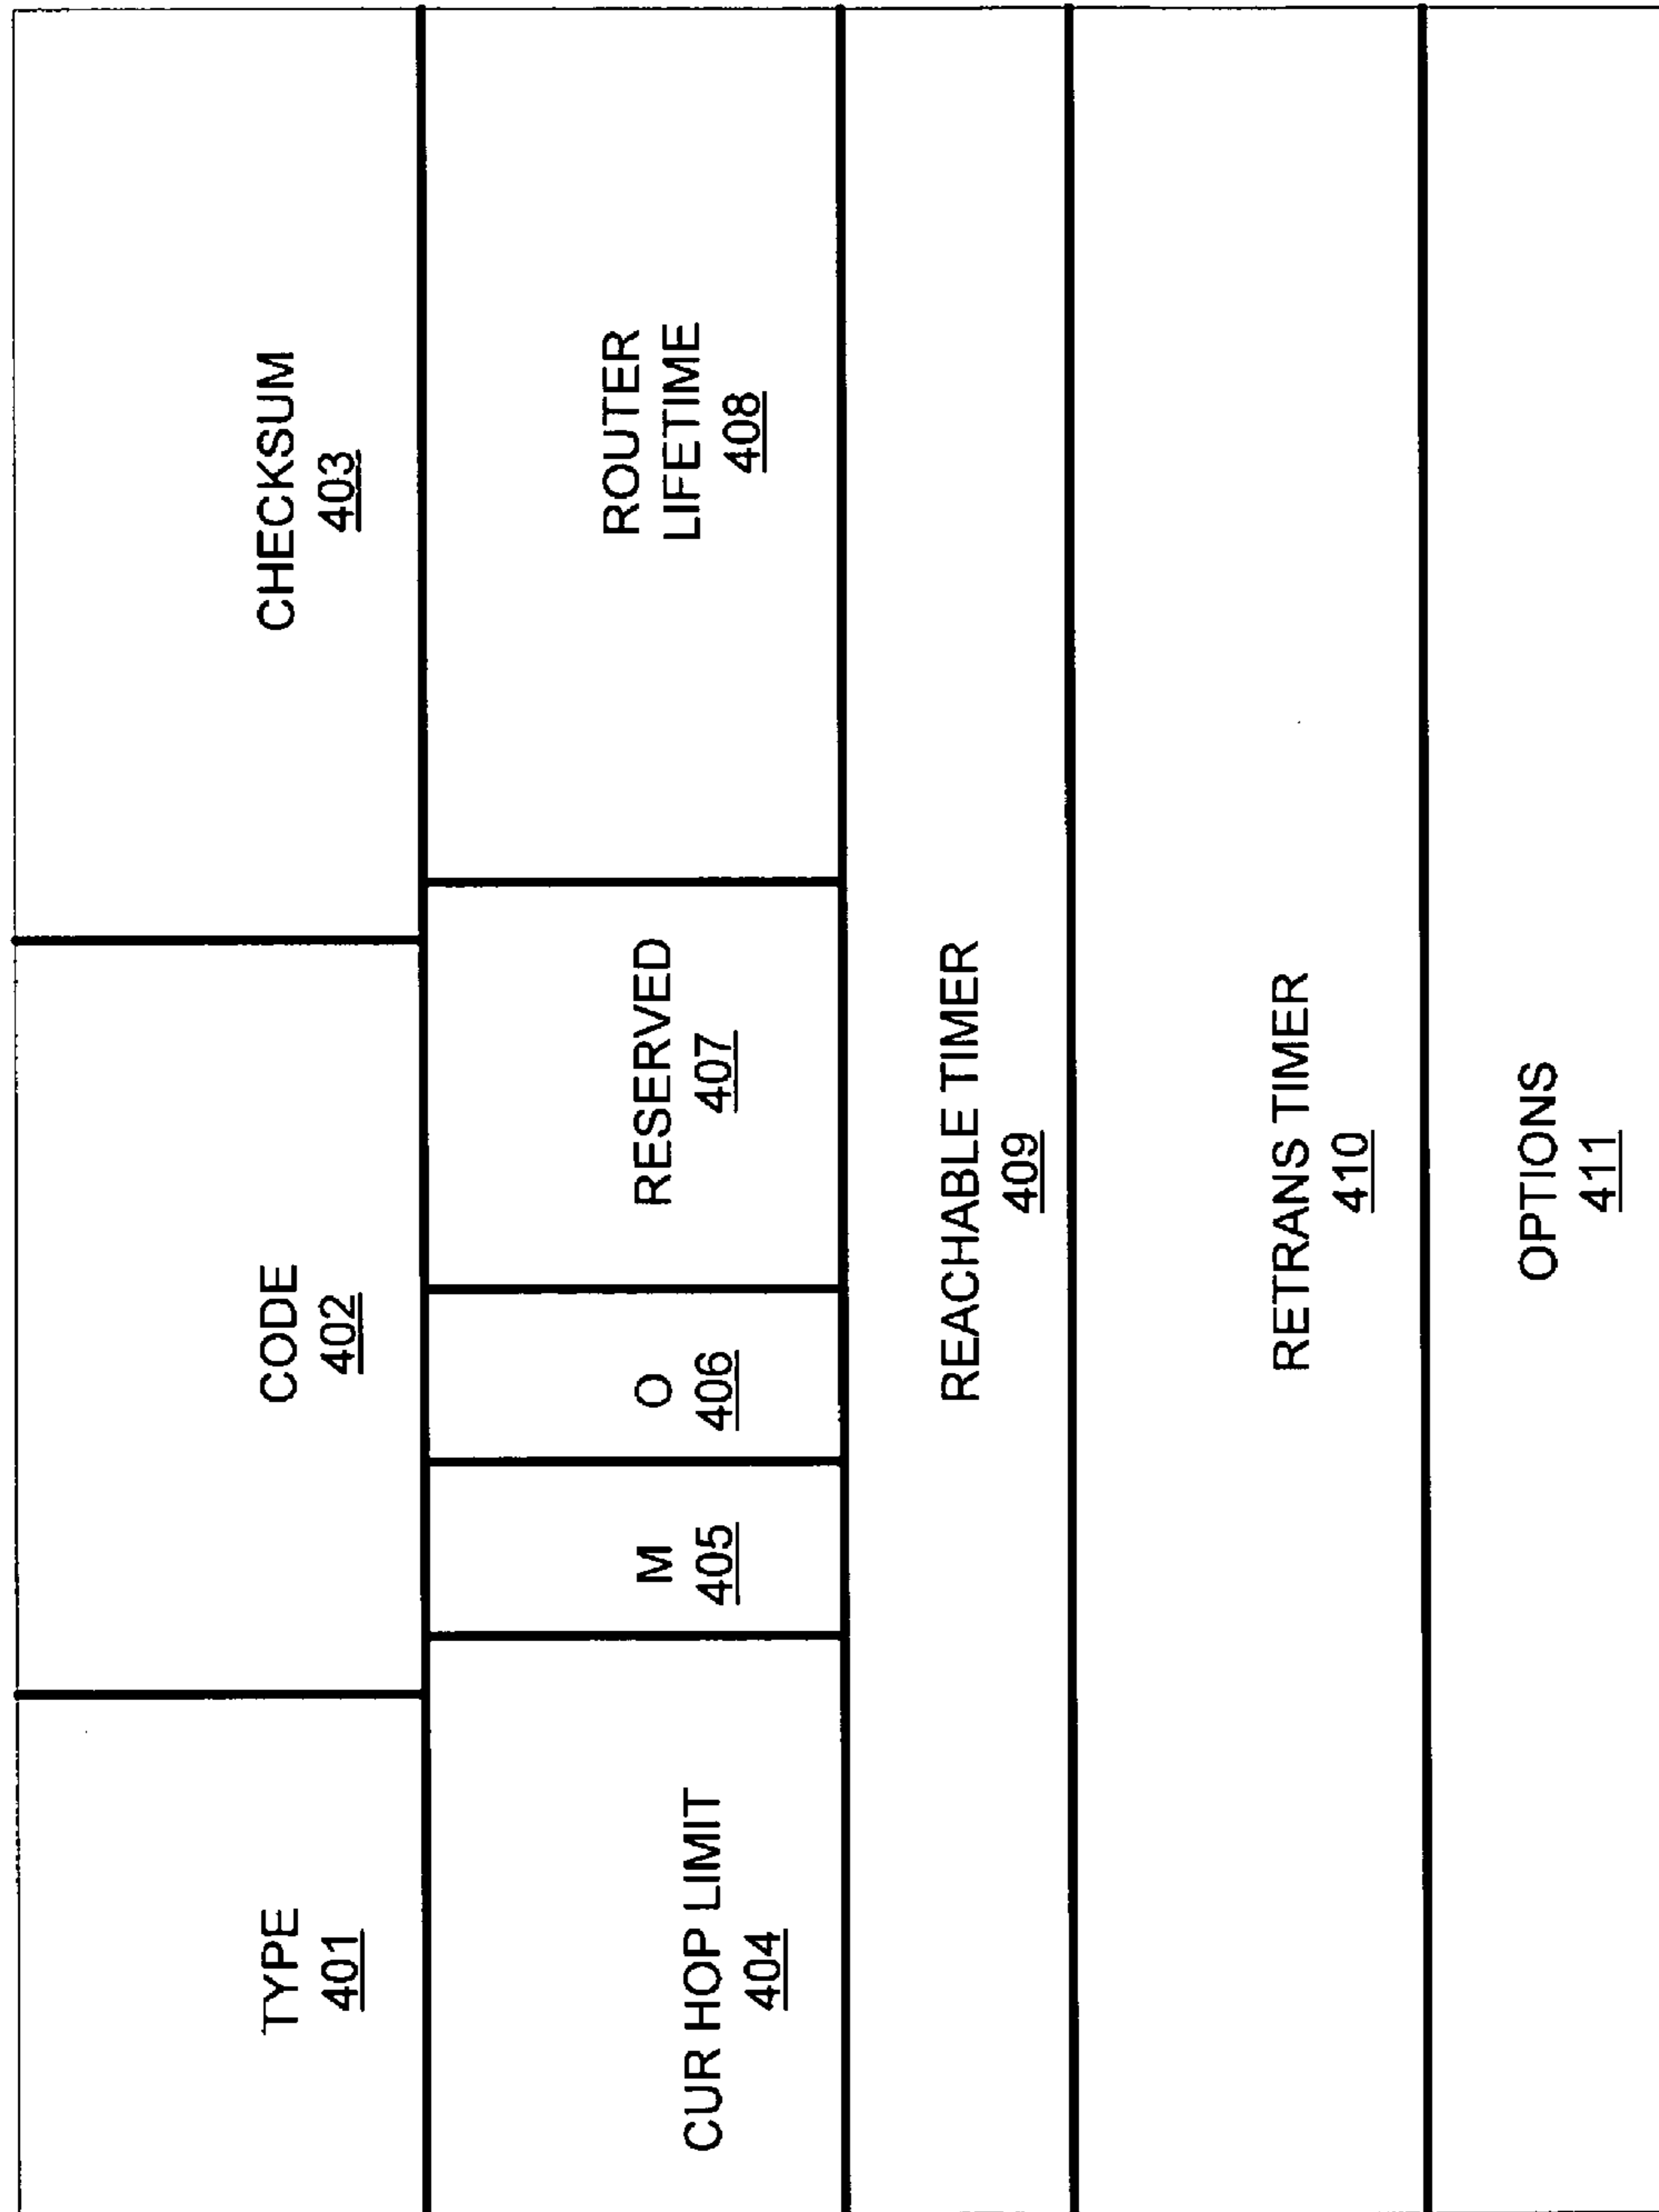 TYPE
401
CODE
402
CHECKSUM
403
CUR HOP LIMIT
404
M
405
O
406
RESERVED
407
ROUTER
LIFETIME
408
REACHABLE TIMER
409
RETRANS TIMER
410
OPTIONS
411